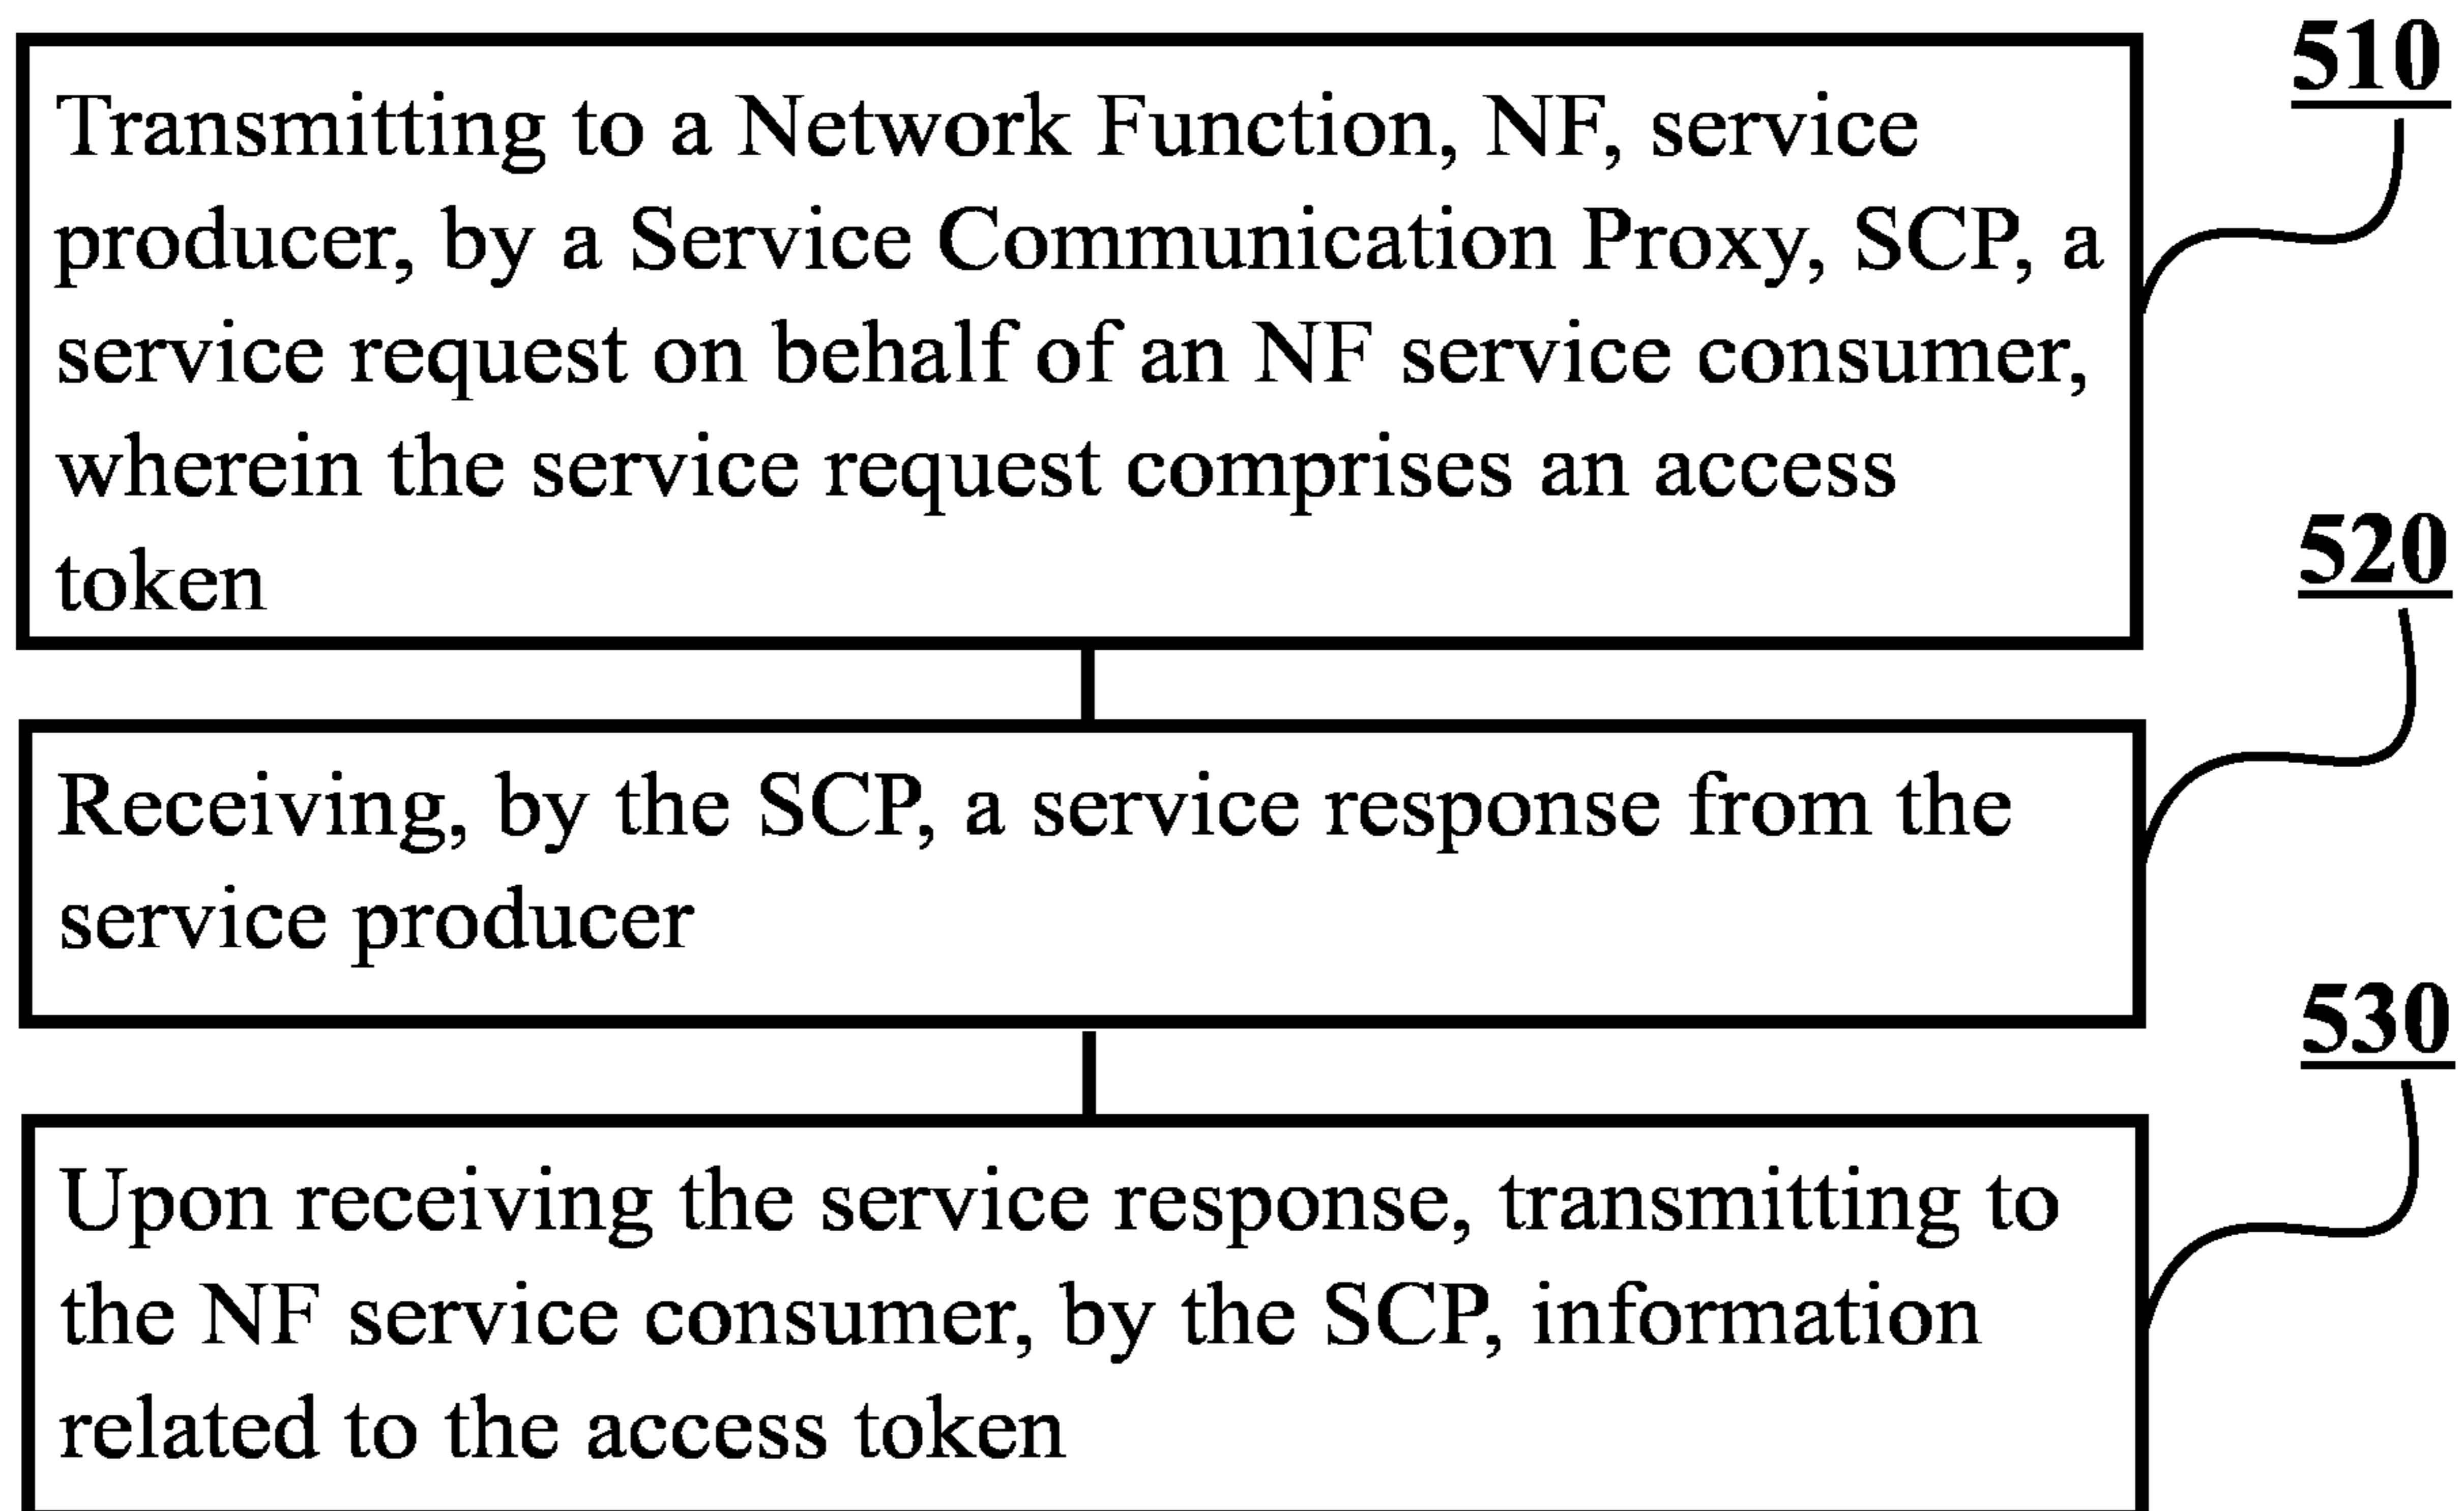 510
Transmitting to a Network Function, NF, service
producer, by a Service Communication Proxy, SCP, a
service request on behalf of an NF service consumer,
wherein the service request comprises an access
token
520
Receiving, by the SCP, a service response from the
service producer
530
Upon receiving the service response, transmitting to
the NF service consumer, by the SCP, information
related to the access token